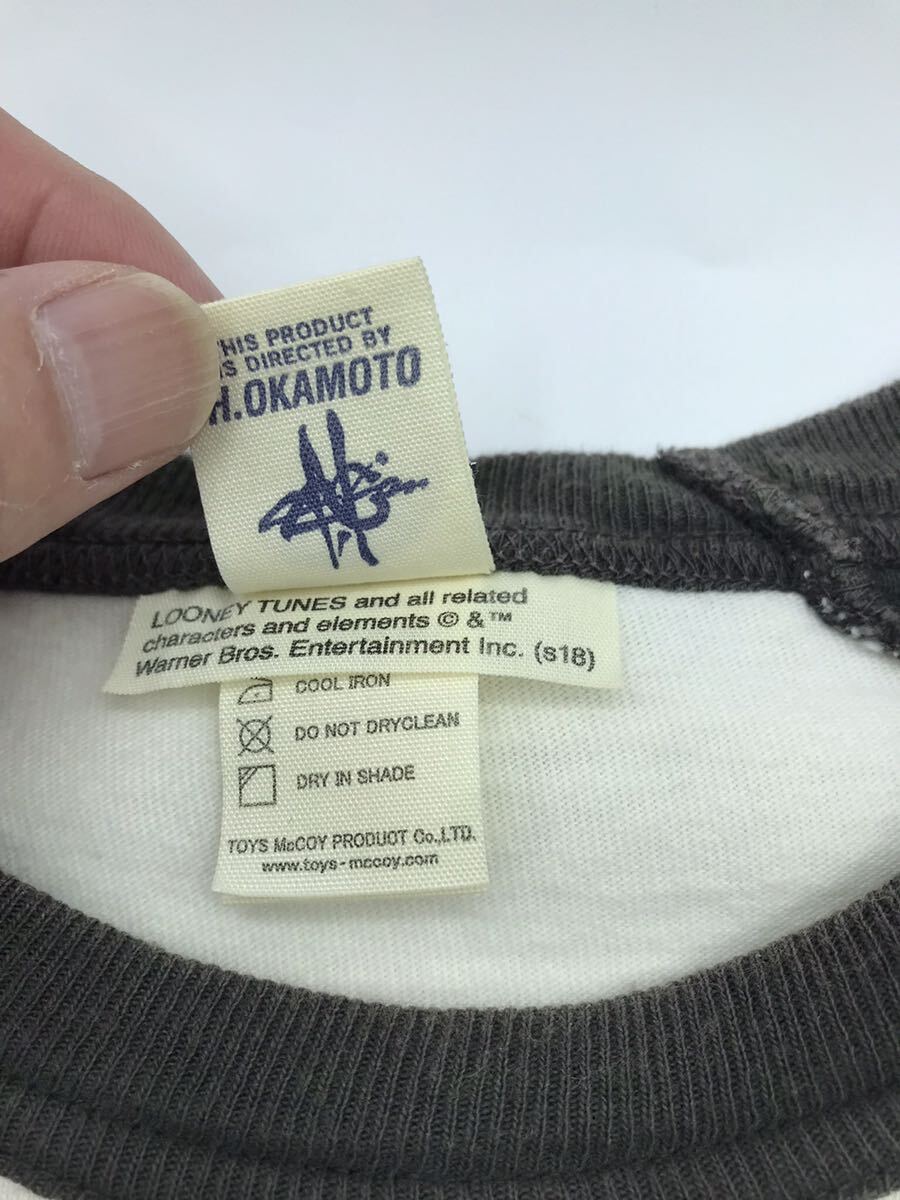 THIS PRODUCT
IS DIRECTED BY
H.OKAMOTO
LOONEY TUNES and all related
characters and elements © & ™
Warner Bros. Entertainment Inc. (s18)
COOL IRON
DO NOT DRYCLEAN
DRY IN SHADE
TOYS McCOY PRODUOT Co.,LTD.
www.toys-mccoy.com